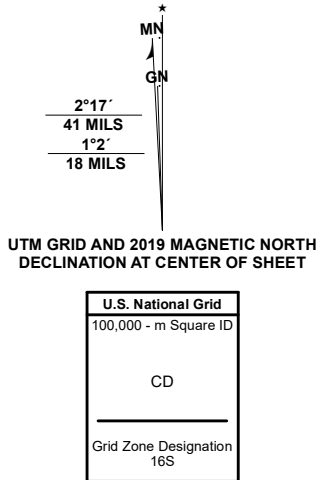 ★
MN
GN
2°17´
41 MILS
1°2´
18 MILS
UTM GRID AND 2019 MAGNETIC NORTH
DECLINATION AT CENTER OF SHEET
U.S. National Grid
100,000 - m Square ID
CD
Grid Zone Designation
16S